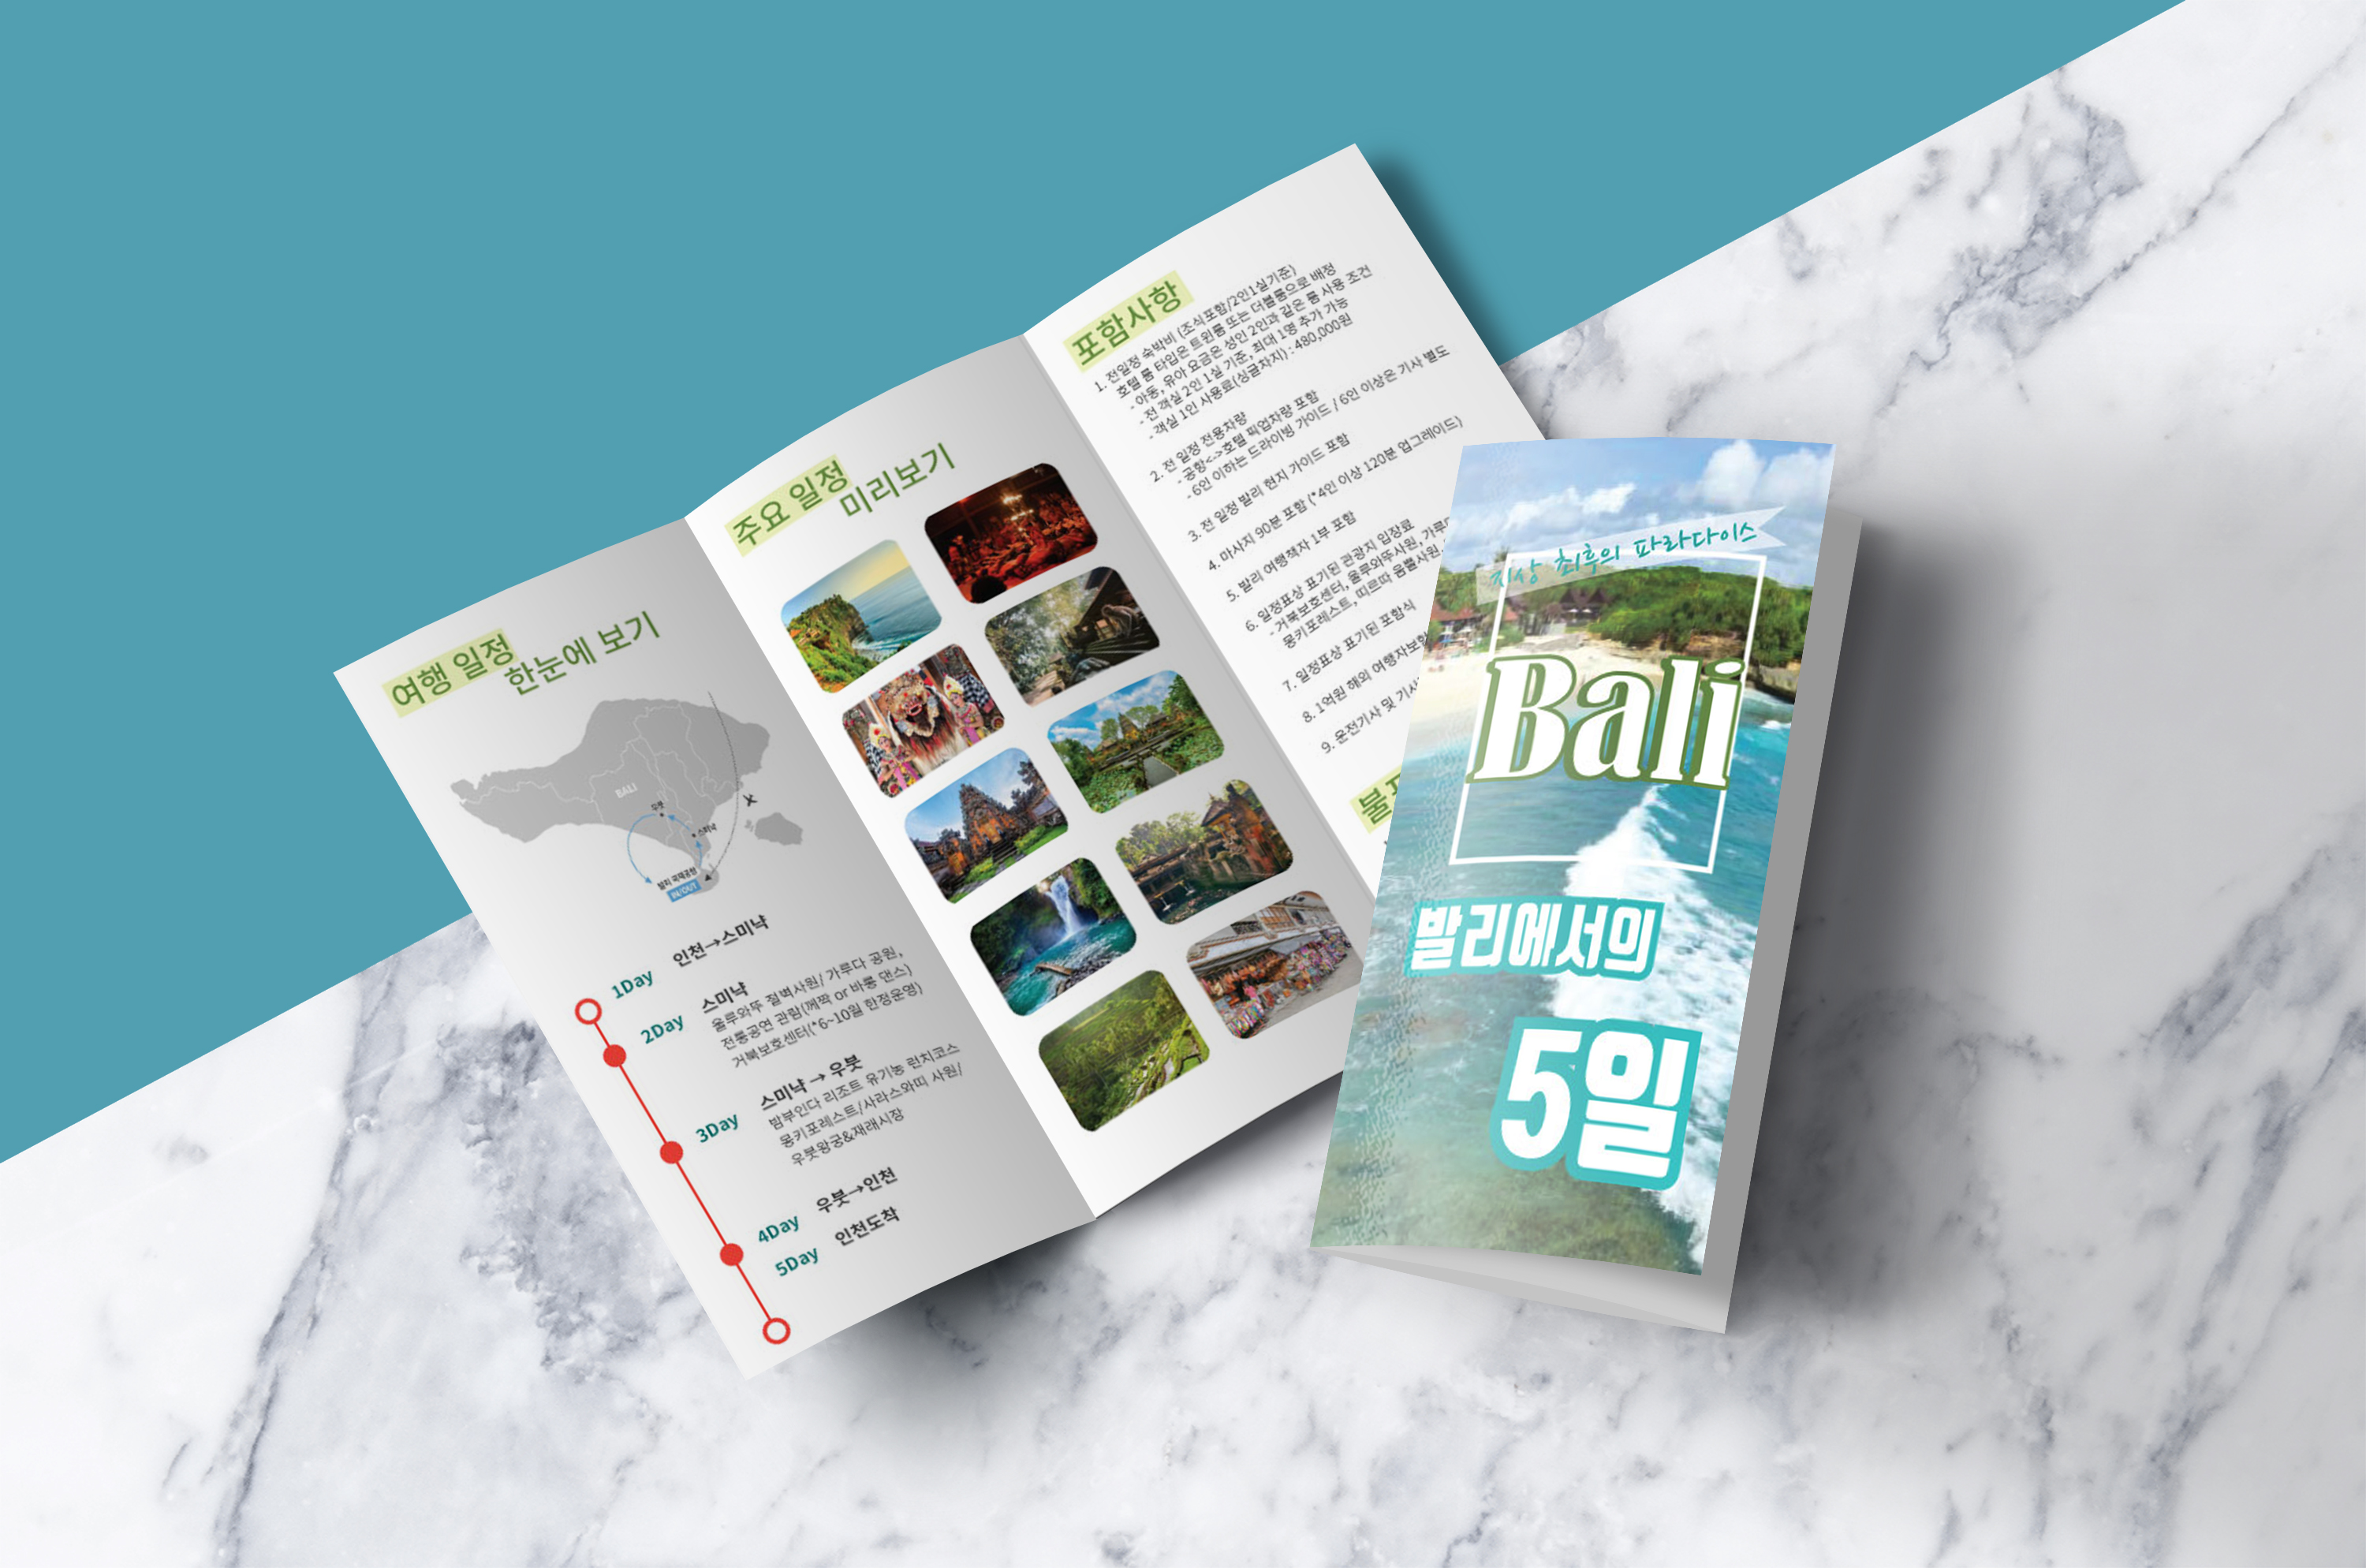 여행 일정
한눈에 보기
BALI
우붓
스미냑
발리 국제공항
IN/OUT
1Day 인천→스미냑
2Day 스미냑
울루와뚜 절벽사원/ 가루다 공원,
전통공연 관람(께짝 or 바롱 댄스)
거북보호센터(*6~10월 한정운영)
3Day 스미냑 → 우붓
밤부인다 리조트 유기농 런치코스
몽키포레스트/사라스와띠 사원/
우붓왕궁&재래시장
4Day 우붓→인천
5Day 인천도착
주요 일정
미리보기
포함사항
1. 전일정 숙박비 (조식포함/2인1실기준)
호텔 룸 타입은 트윈룸 또는 더블룸으로 배정
- 아동, 유아 요금은 성인 2인과 같은 룸 사용 조건
- 전 객실 2인 1실 기준, 최대 1명 추가 가능
- 객실 1인 사용료(싱글차지) : 480,000원
2. 전 일정 전용차량
- 공항<->호텔 픽업차량 포함
- 6인 이하는 드라이빙 가이드 / 6인 이상은 기사 별도
3. 전 일정 발리 현지 가이드 포함
4. 마사지 90분 포함 (*4인 이상 120분 업그레이드)
5. 발리 여행책자 1부 포함
6. 일정표상 표기된 관광지 입장료
- 거북보호센터, 울루와뚜사원, 가루
몽키포레스트, 띠르따 음뿔사원,
7. 일정표상 표기된 포함식
8. 1억원 해외 여행자보험
9. 운전기사 및 기사
불
지상 최후의 파라다이스
Bali
발리에서의
5일